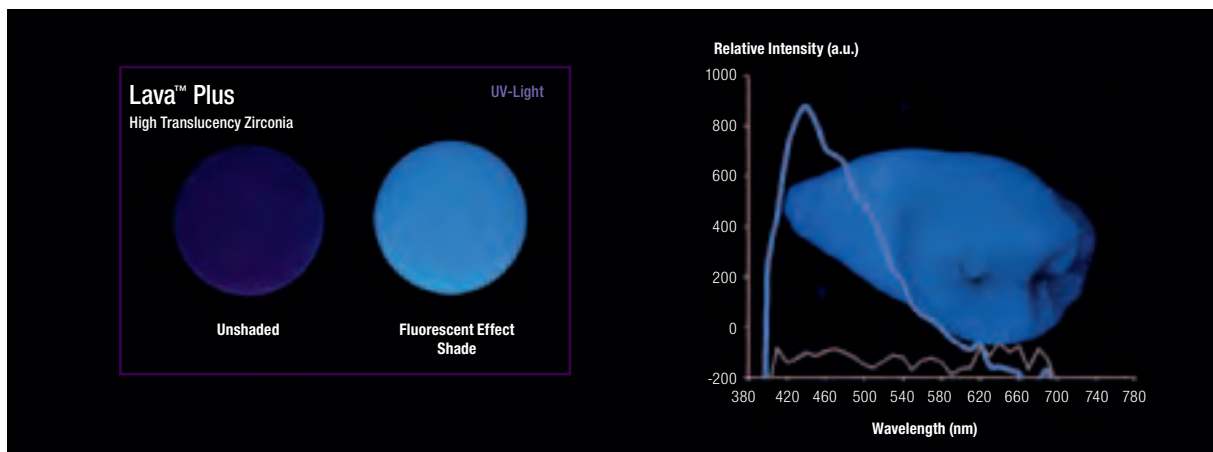 Lava™ Plus
UV-Light
High Translucency Zirconia
Unshaded
Fluorescent Effect
Shade
Relative Intensity (a.u.)
1000
800
600
400
200
0
-200
380 420 460 500 540 580 620 660 700 740 780
Wavelength (nm)